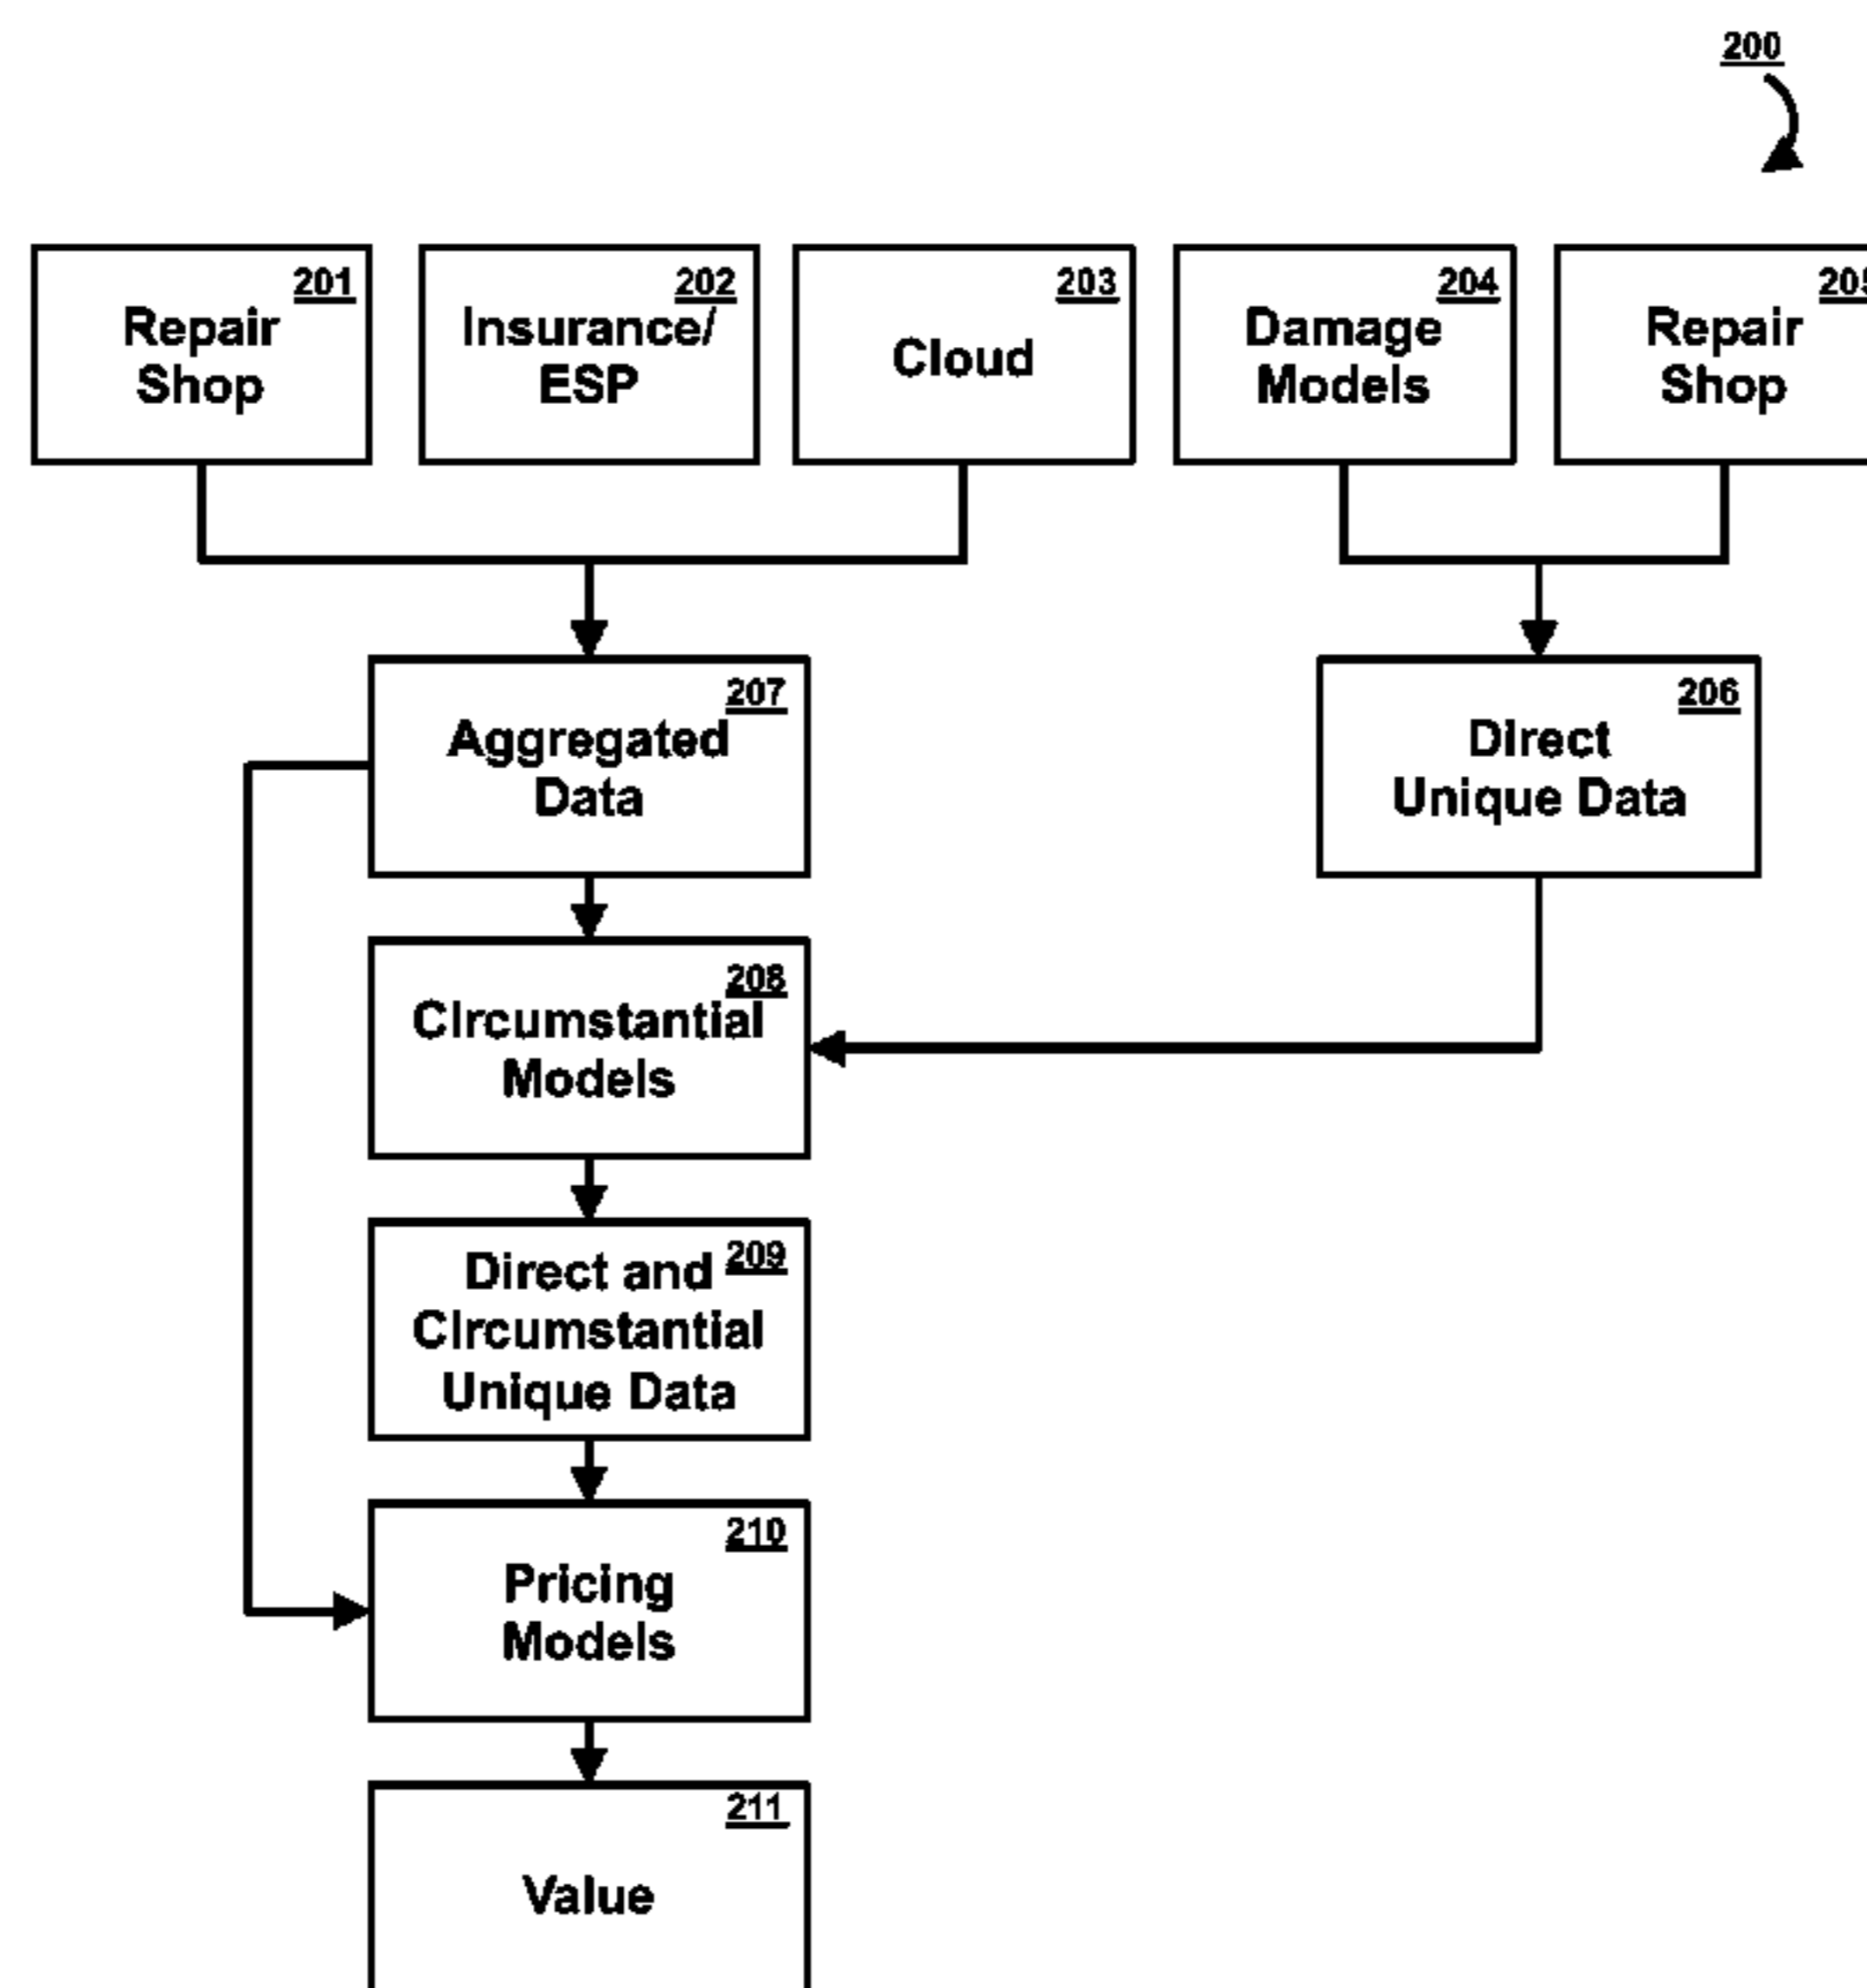 200
201
Repair
Shop
202
Insurance/
ESP
203
Cloud
204
Damage
Models
205
Repair
Shop
207
Aggregated
Data
206
Direct
Unique Data
208
Circumstantial
Models
209
Direct and
Circumstantial
Unique Data
210
Pricing
Models
211
Value